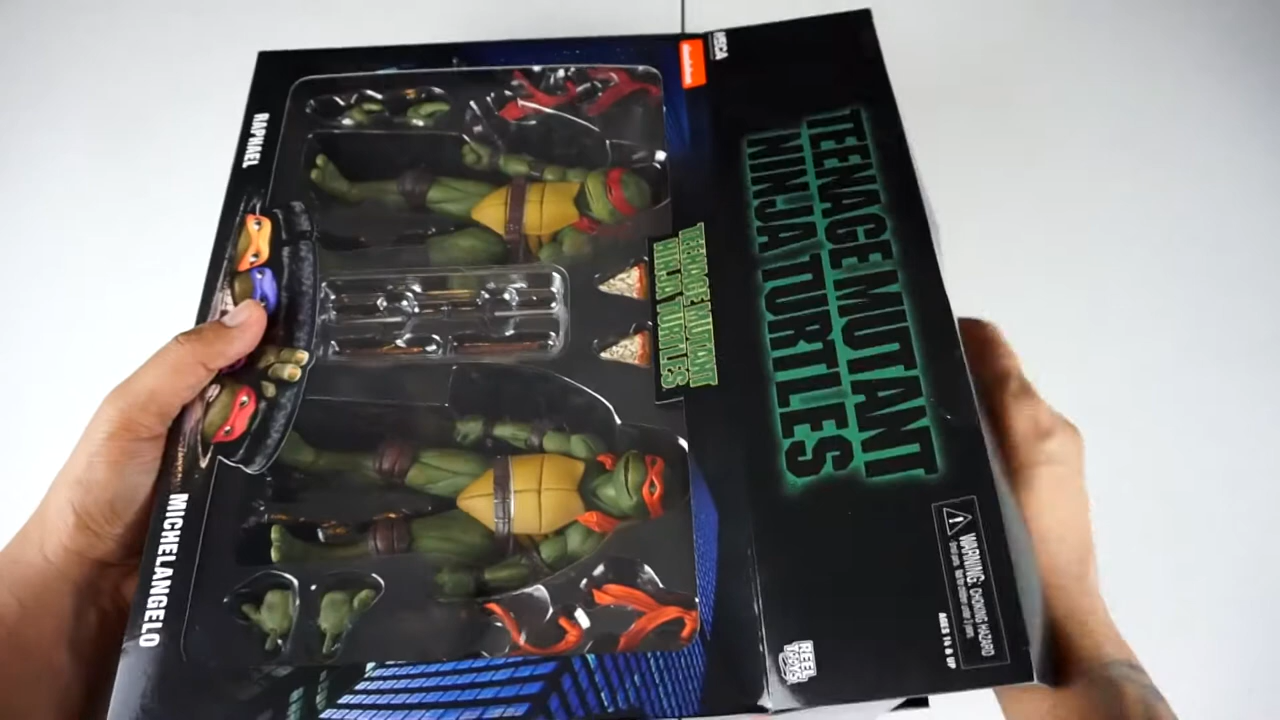 nickelodeon
NECA
TEENAGE MUTANT
NINJA TURTLES
TEENAGE MUTANT
NINJA TURTLES
RAPHAEL
MICHELANGELO
WARNING: CHOKING HAZARD
AGES 14 & UP
REEL
TOYS